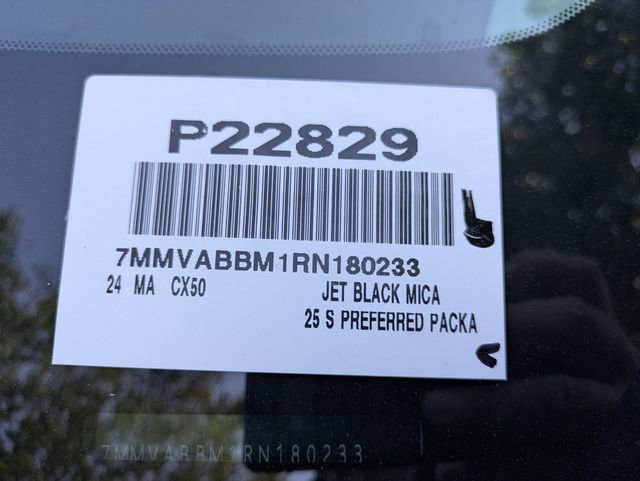 P22829
7MMVABBM1RN180233
24 MA CX50 JET BLACK MICA
25 S PREFERRED PACKA
7MMVABBM1RN180233